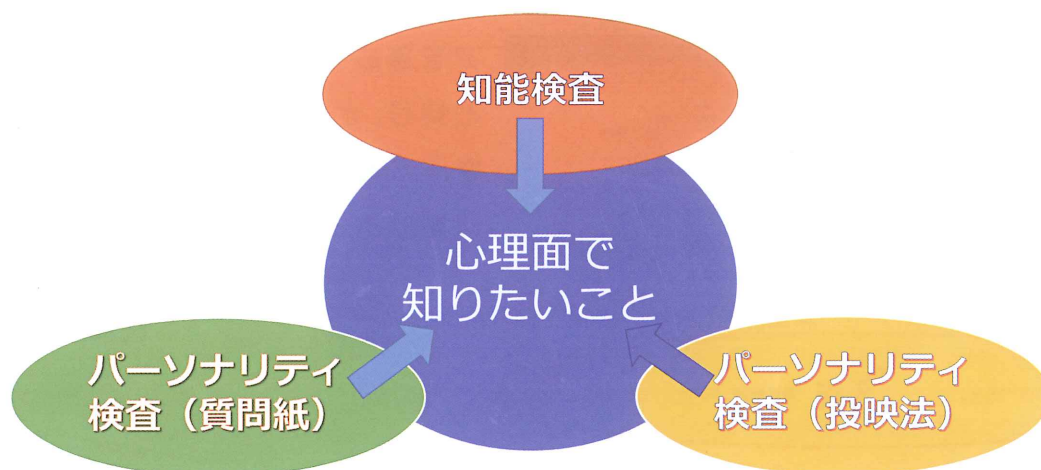 知能検査
心理面で
知りたいこと
パーソナリティ
検査（質問紙）
パーソナリティ
検査（投映法）